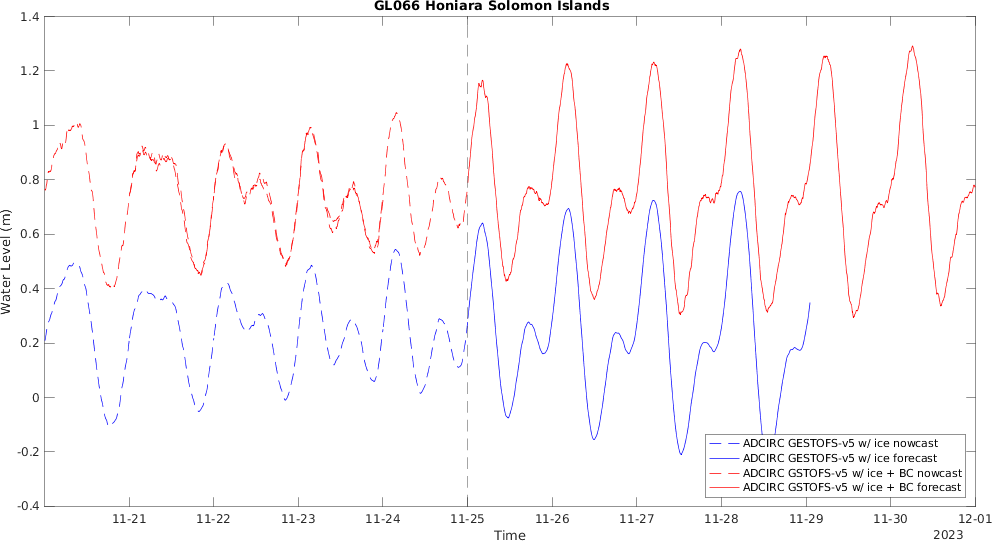 GL066 Honiara Solomon Islands
1.4
1.2
1
0.8
0.6
0.4
0.2
0
-0.2
-0.4
Water Level (m)
ADCIRC GESTOFS-v5 w/ ice nowcast
ADCIRC GESTOFS-v5 w/ ice forecast
ADCIRC GSTOFS-v5 w/ ice + BC nowcast
ADCIRC GSTOFS-v5 w/ ice + BC forecast
11-21 11-22 11-23 11-24 11-25 11-26 11-27 11-28 11-29 11-30 12-01
Time
2023